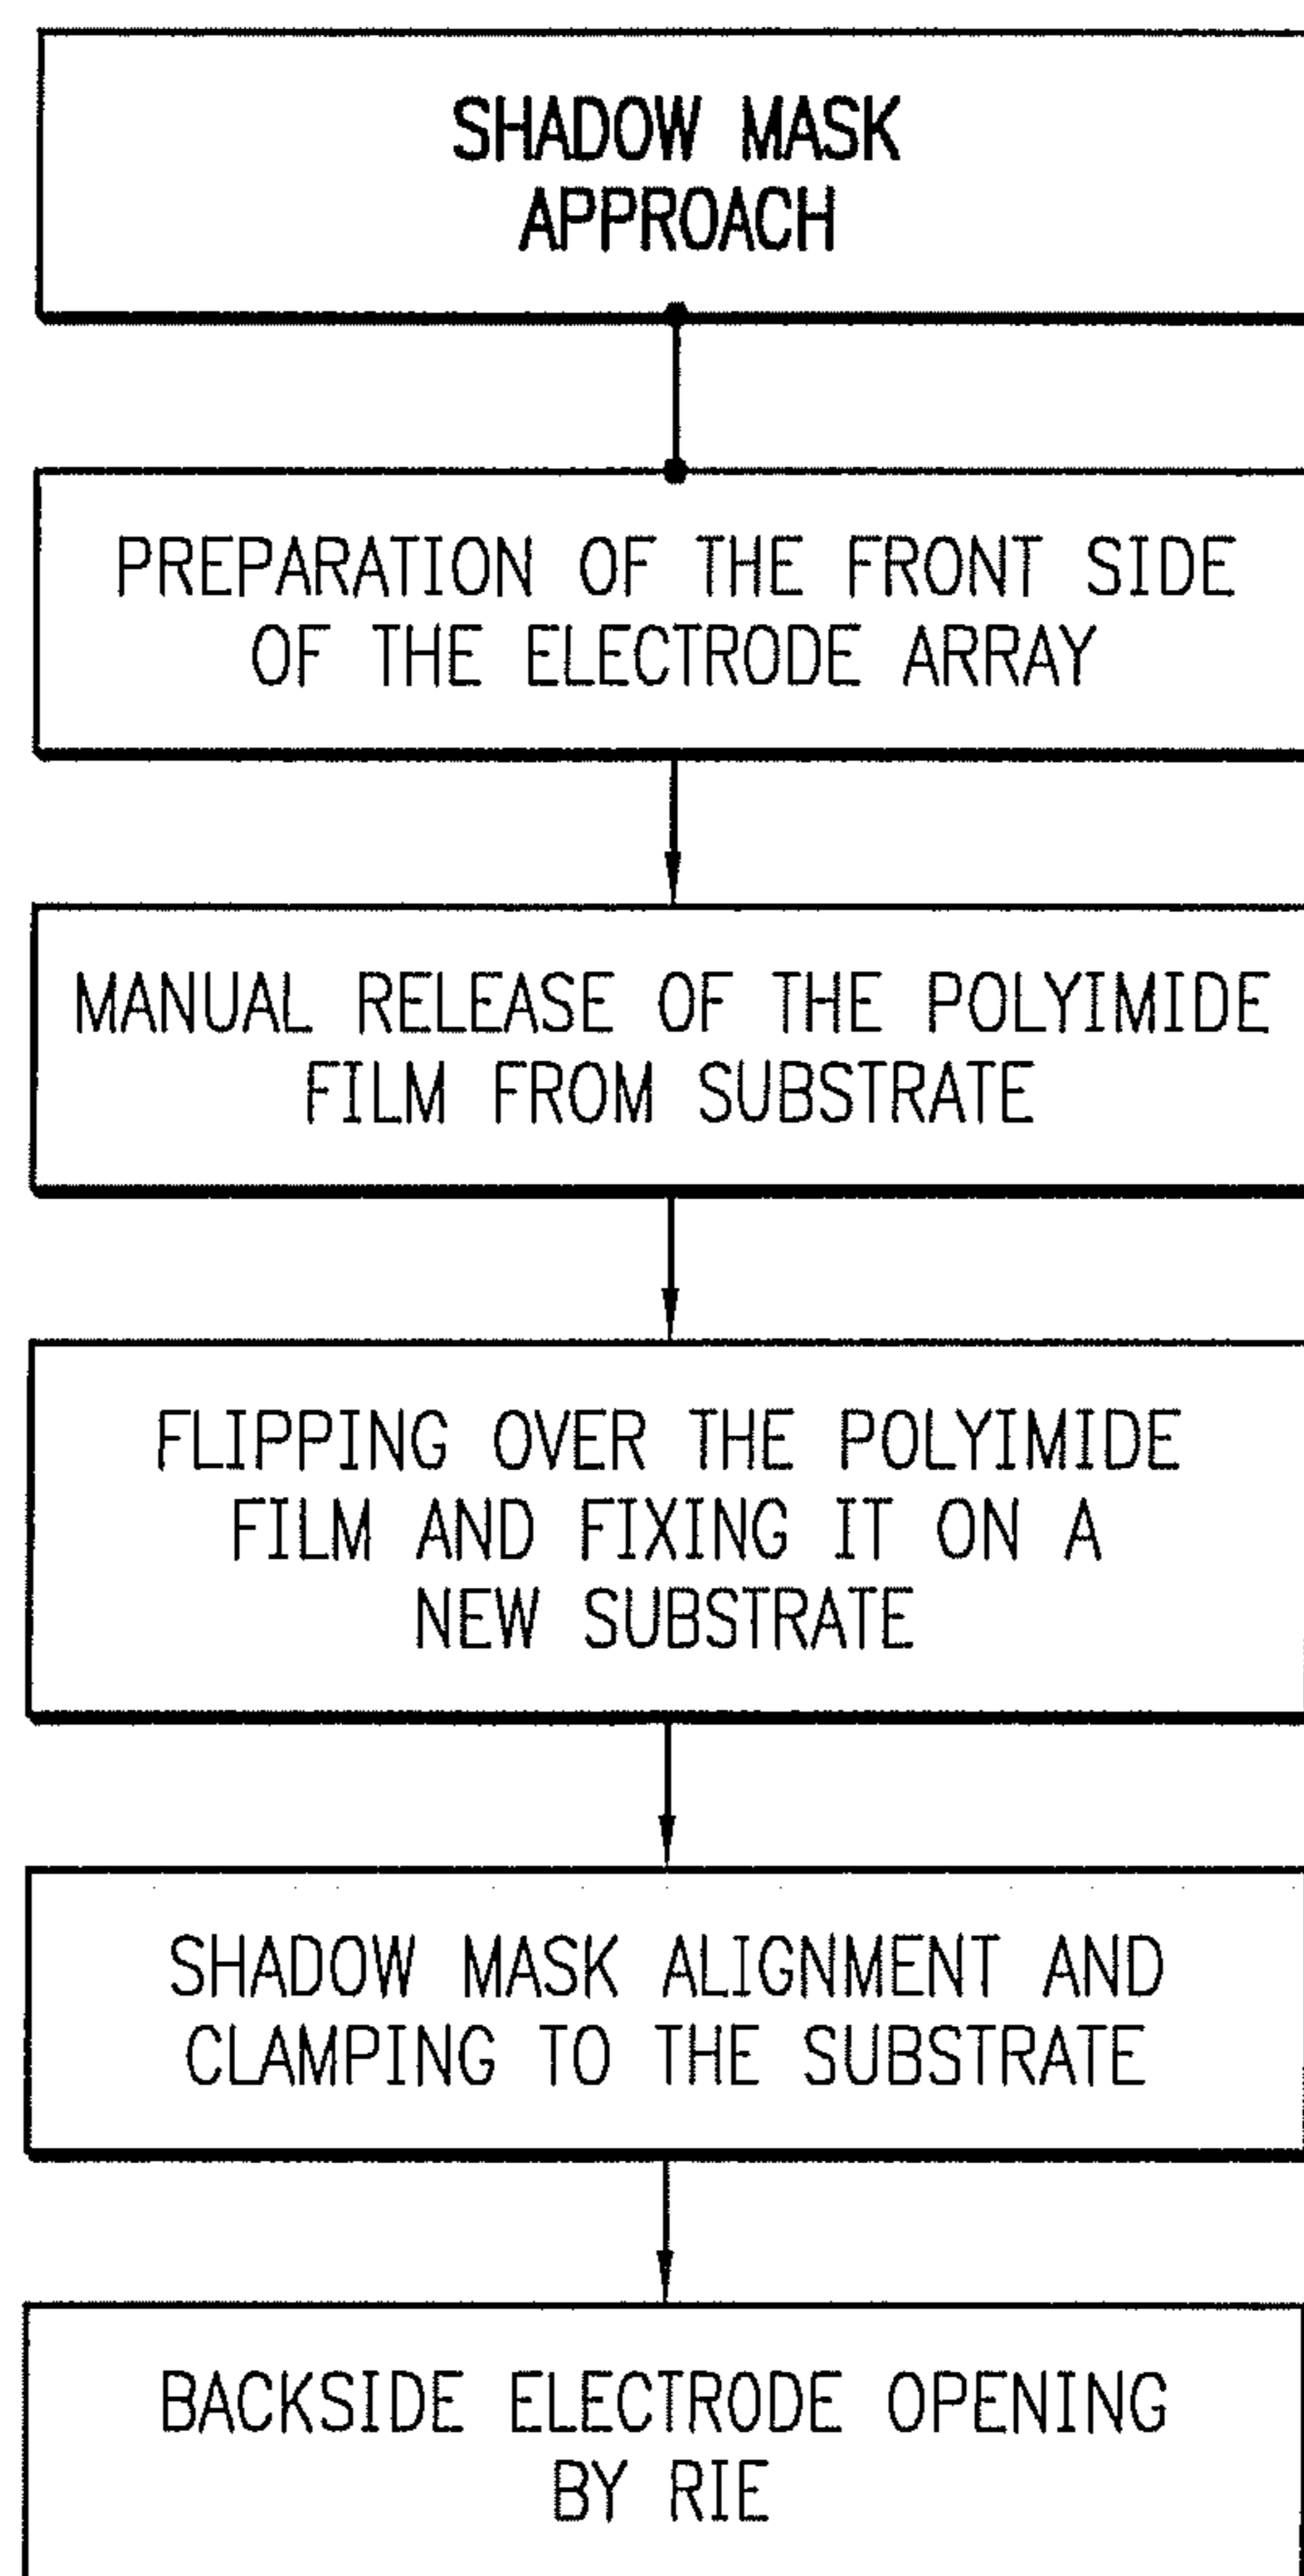 SHADOW MASK
APPROACH
PREPARATION OF THE FRONT SIDE
OF THE ELECTRODE ARRAY
MANUAL RELEASE OF THE POLYIMIDE
FILM FROM SUBSTRATE
FLIPPING OVER THE POLYIMIDE
FILM AND FIXING IT ON A
NEW SUBSTRATE
SHADOW MASK ALIGNMENT AND
CLAMPING TO THE SUBSTRATE
BACKSIDE ELECTRODE OPENING
BY RIE